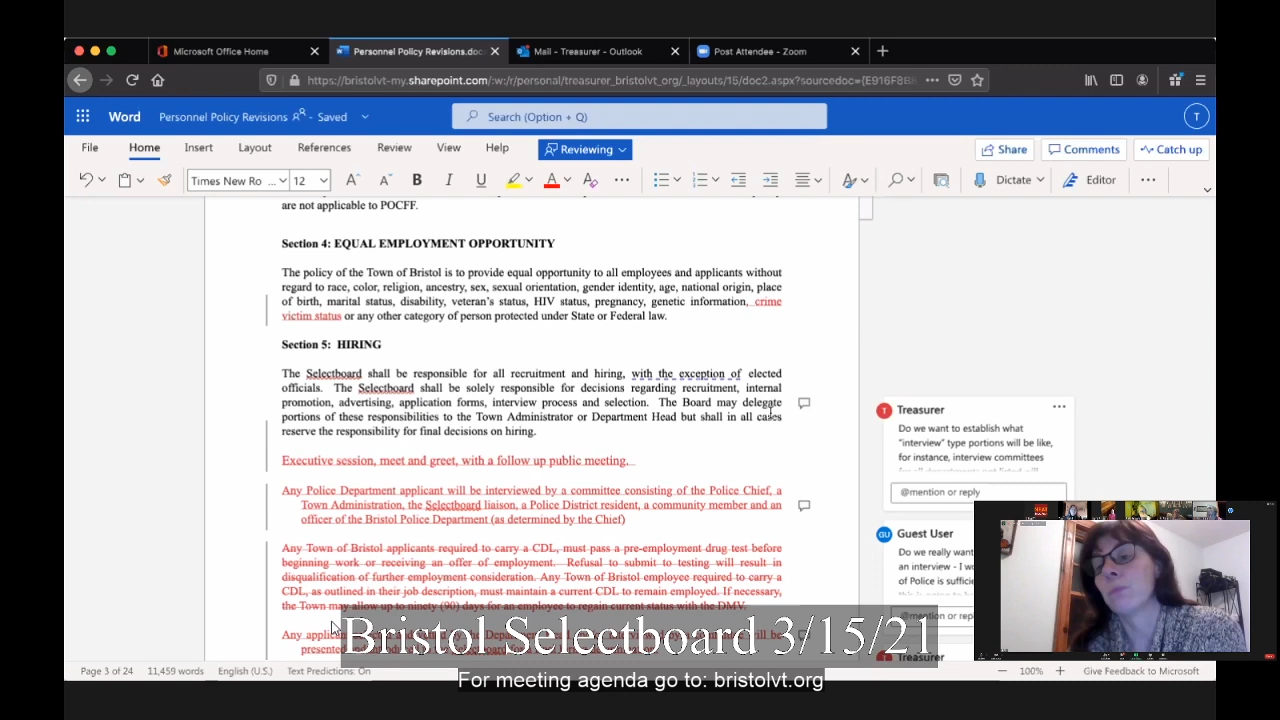 Microsoft Office Home
Personnel Policy Revisions.doc
Mail - Treasurer - Outlook
Post Attendee - Zoom
https://bristolvt-my.sharepoint.com/:w:/r/personal/treasurer_bristolvt_org/_layouts/15/doc2.aspx?sourcedoc={E916F8B
Word
Personnel Policy Revisions - Saved
Search (Option + Q)
T
File Home Insert Layout References Review View Help Reviewing Share Comments Catch up
Times New Ro ... 12 B I U A Dictate Editor
are not applicable to POCFF.
Section 4: EQUAL EMPLOYMENT OPPORTUNITY
The policy of the Town of Bristol is to provide equal opportunity to all employees and applicants without
regard to race, color, religion, ancestry, sex, sexual orientation, gender identity, age, national origin, place
of birth, marital status, disability, veteran's status, HIV status, pregnancy, genetic information, crime
victim status or any other category of person protected under State or Federal law.
Section 5: HIRING
The Selectboard shall be responsible for all recruitment and hiring, with the exception of elected
officials. The Selectboard shall be solely responsible for decisions regarding recruitment, internal
promotion, advertising, application forms, interview process and selection. The Board may delegate
portions of these responsibilities to the Town Administrator or Department Head but shall in all cases
reserve the responsibility for final decisions on hiring.
Executive session, meet and greet, with a follow up public meeting.
Any Police Department applicant will be interviewed by a committee consisting of the Police Chief, a
Town Administration, the Selectboard liaison, a Police District resident, a community member and an
officer of the Bristol Police Department (as determined by the Chief)
Any Town of Bristol applicants required to carry a CDL, must pass a pre-employment drug test before
beginning work or receiving an offer of employment. Refusal to submit to testing will result in
disqualification of further employment consideration. Any Town of Bristol employee required to carry a
CDL, as outlined in their job description, must maintain a current CDL to remain employed. If necessary,
the Town may allow up to ninety (90) days for an employee to regain current status with the DMV.
Any
presented
T Treasurer
Do we want to establish what
"interview" type portions will be like,
for instance, interview committees
@mention or reply
GU Guest User
Do we really want
an interview - I wo
of Police is sufficie
@mention or reply
T Treasurer
Bristol Selectboard 3/15/21
Page 3 of 24 11,459 words English (U.S.) Text Predictions: On 100% Give Feedback to Microsoft
For meeting agenda go to: bristolvt.org